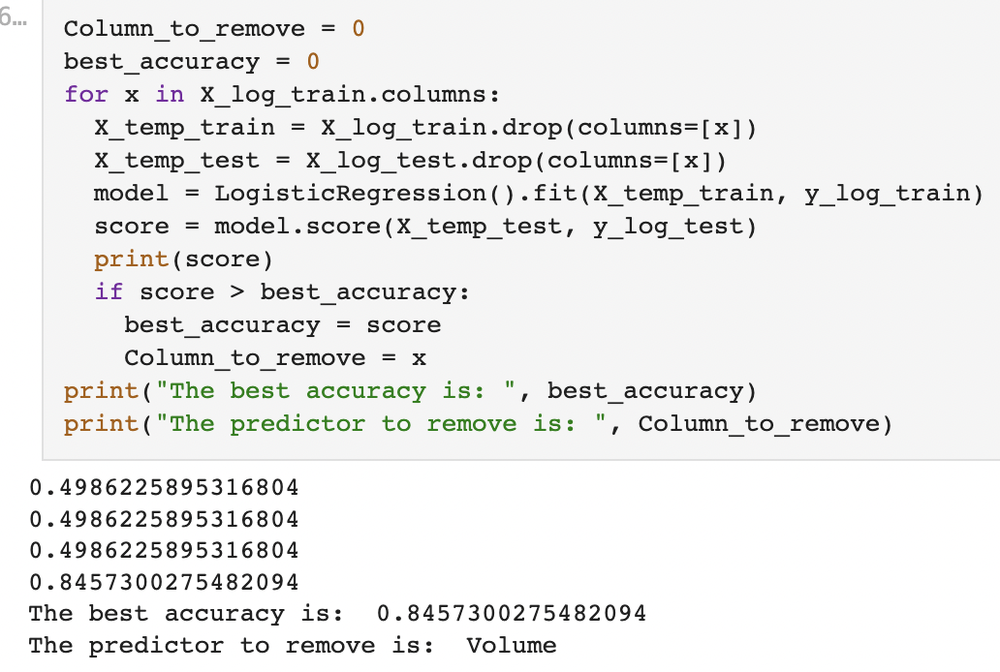 6…
Column_to_remove = 0
best_accuracy = 0
for x in X_log_train.columns:
  X_temp_train = X_log_train.drop(columns=[x])
  X_temp_test = X_log_test.drop(columns=[x])
  model = LogisticRegression().fit(X_temp_train, y_log_train)
  score = model.score(X_temp_test, y_log_test)
  print(score)
  if score > best_accuracy:
    best_accuracy = score
    Column_to_remove = x
print("The best accuracy is: ", best_accuracy)
print("The predictor to remove is: ", Column_to_remove)
0.4986225895316804
0.4986225895316804
0.4986225895316804
0.8457300275482094
The best accuracy is:  0.8457300275482094
The predictor to remove is:  Volume